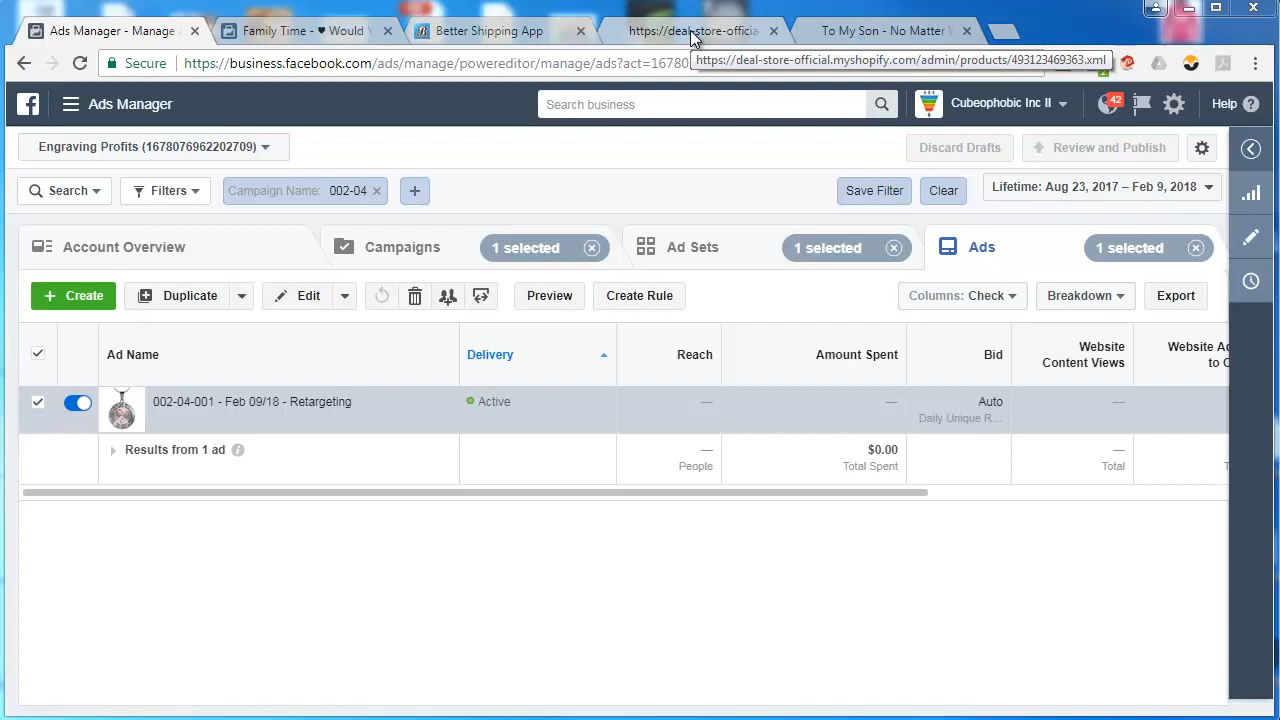 Ads Manager - Manage
Family Time - ♥ Would
Better Shipping App
https://deal-store-officia
To My Son - No Matter
Secure
https://business.facebook.com/ads/manage/powereditor/manage/ads?act=16780
https://deal-store-official.myshopify.com/admin/products/493123469363.xml
Ads Manager
Search business
Cubeophobic Inc II
42
Help
Engraving Profits (1678076962202709)
Discard Drafts
Review and Publish
Search
Filters
Campaign Name: 002-04
+
Save Filter
Clear
Lifetime: Aug 23, 2017 – Feb 9, 2018
Account Overview
Campaigns
1 selected
Ad Sets
1 selected
Ads
1 selected
+ Create
Duplicate
Edit
Preview
Create Rule
Columns: Check
Breakdown
Export
Ad Name
Delivery
Reach
Amount Spent
Bid
Website
Content Views
Website Ad
to C
002-04-001 - Feb 09/18 - Retargeting
Active
—
—
Auto
Daily Unique R...
—
Results from 1 ad
—
People
$0.00
Total Spent
—
Total
T